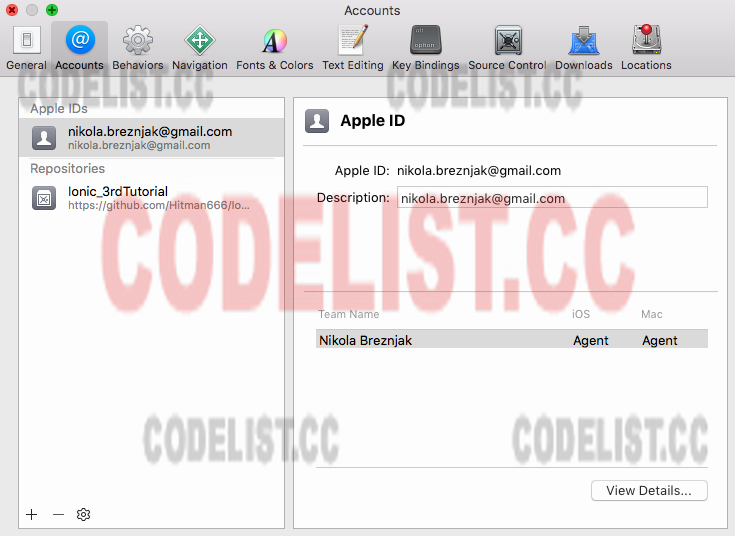 Accounts
General Accounts Behaviors Navigation Fonts & Colors Text Editing Key Bindings Source Control Downloads Locations
option
CODELIST.CC CODELIST.CC
Apple IDs
nikola.breznjak@gmail.com
nikola.breznjak@gmail.com
Repositories
Ionic_3rdTutorial
https://github.com/Hitman666/Io...
Apple ID
Apple ID: nikola.breznjak@gmail.com
Description: nikola.breznjak@gmail.com
CODELIST.CC
Team Name iOS Mac
Nikola Breznjak Agent Agent
CODELIST.CC CODELIST.CC
View Details...